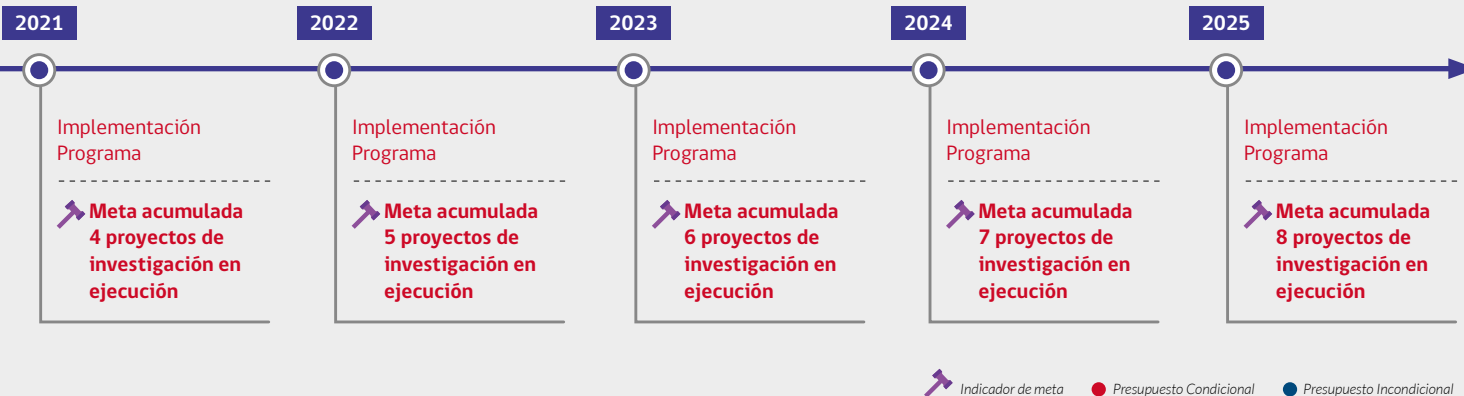 2021
2022
2023
2024
2025
Implementación
Programa
Meta acumulada
4 proyectos de
investigación en
ejecución
Implementación
Programa
Meta acumulada
5 proyectos de
investigación en
ejecución
Implementación
Programa
Meta acumulada
6 proyectos de
investigación en
ejecución
Implementación
Programa
Meta acumulada
7 proyectos de
investigación en
ejecución
Implementación
Programa
Meta acumulada
8 proyectos de
investigación en
ejecución
Indicador de meta
Presupuesto Condicional
Presupuesto Incondicional